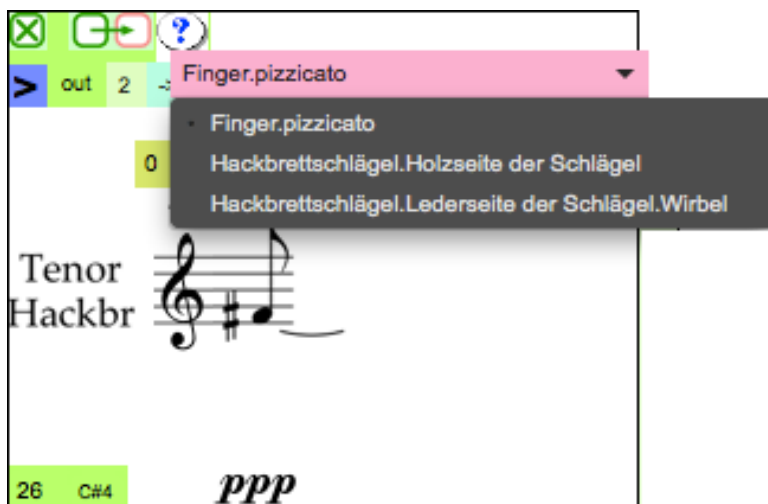 ?
> out 2 -> Finger.pizzicato
Finger.pizzicato
Hackbrettschlägel.Holzseite der Schlägel
Hackbrettschlägel.Lederseite der Schlägel.Wirbel
0
Tenor
Hackbr
26 C#4 ppp